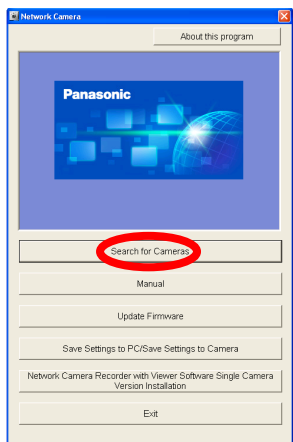 Network Camera
About this program
Panasonic
Search for Cameras
Manual
Update Firmware
Save Settings to PC/Save Settings to Camera
Network Camera Recorder with Viewer Software Single Camera
Version Installation
Exit